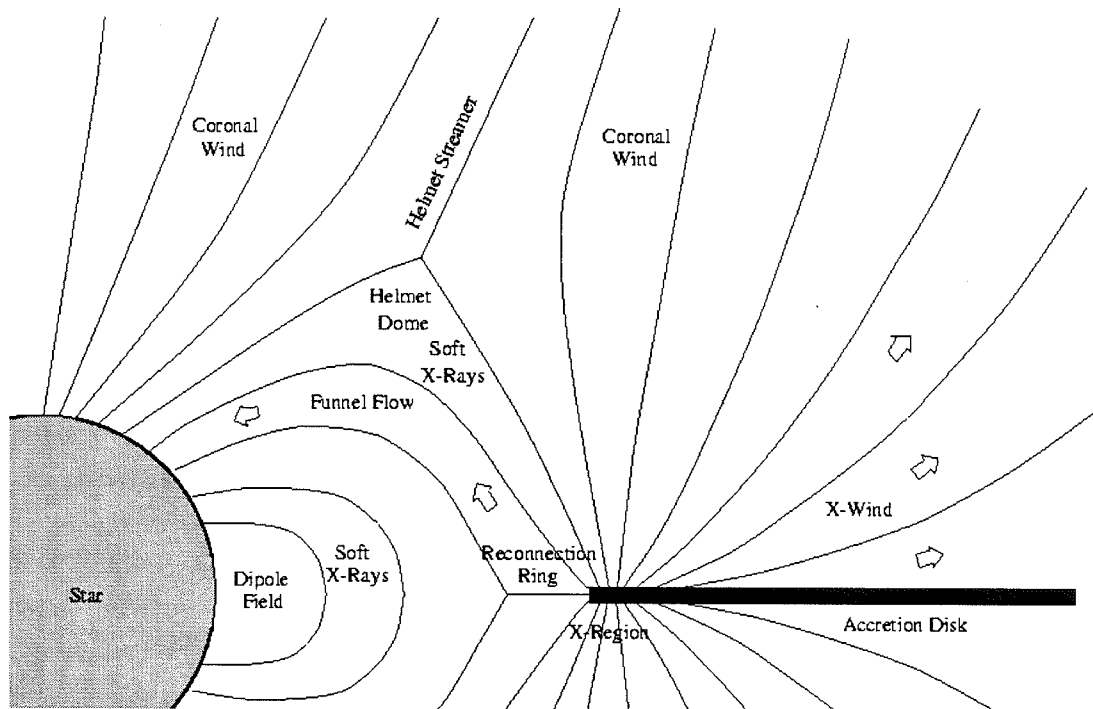 Coronal
Wind
Helmet Streamer
Coronal
Wind
Helmet
Dome
Soft
X-Rays
Funnel Flow
X-Wind
Reconnection
Ring
Soft
X-Rays
Dipole
Field
Star
X-Region
Accretion Disk